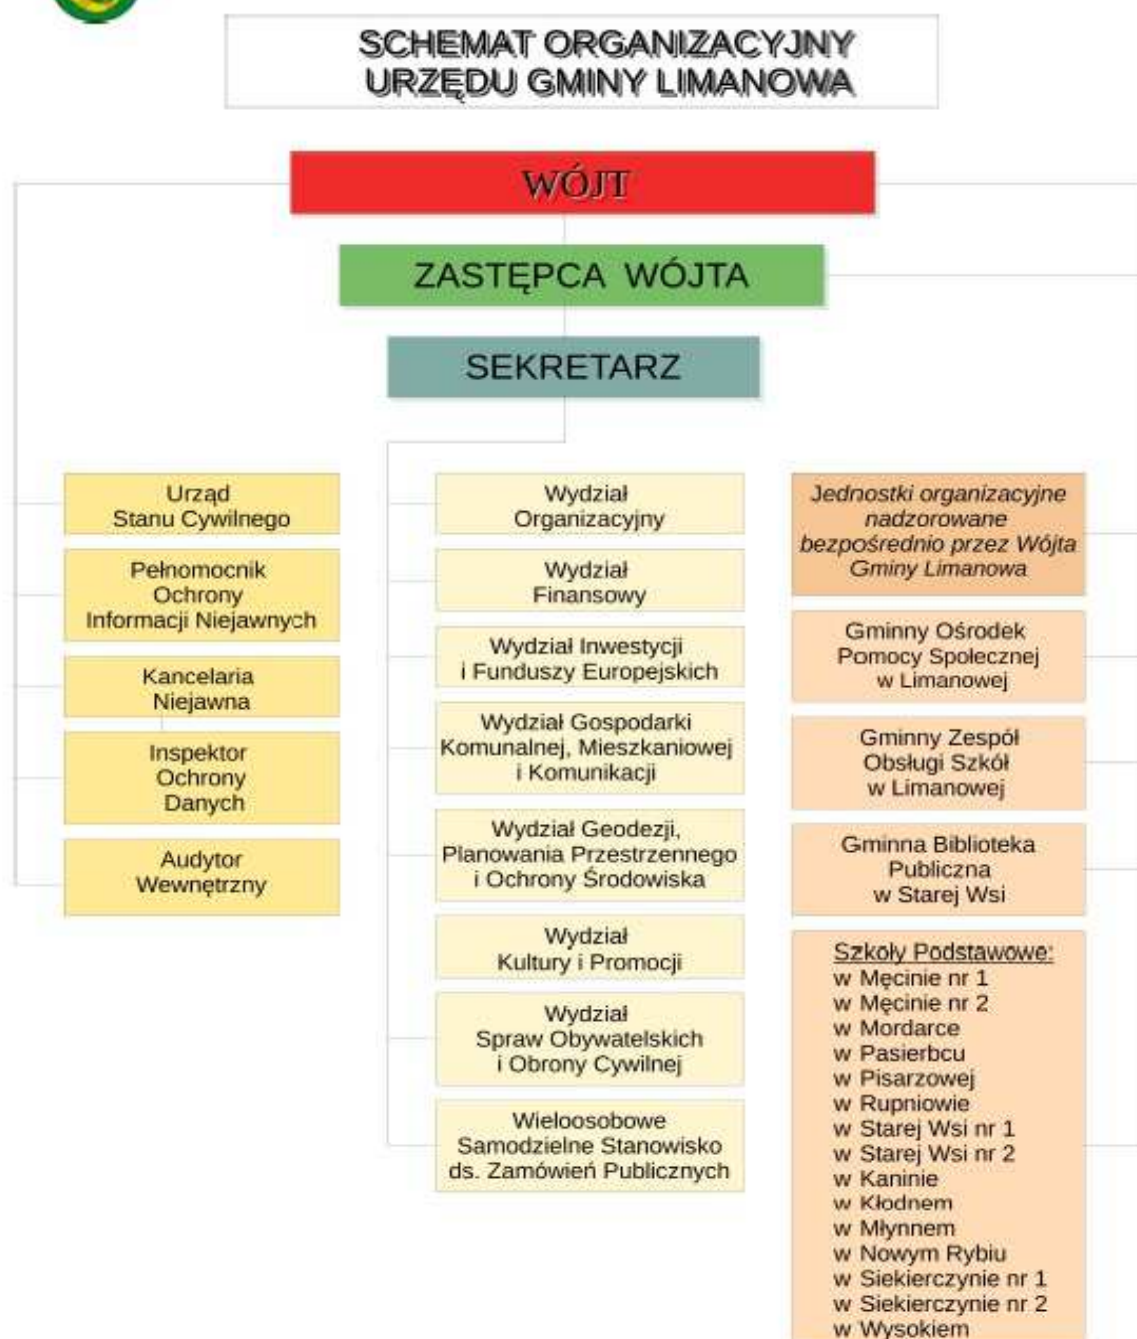 SCHEMAT ORGANIZACYJNY
URZĘDU GMINY LIMANOWA
WÓJT
ZASTĘPCA WÓJTA
SEKRETARZ
Urząd
Stanu Cywilnego
Pełnomocnik
Ochrony
Informacji Niejawnych
Kancelaria
Niejawna
Inspektor
Ochrony
Danych
Audytor
Wewnętrzny
Wydział
Organizacyjny
Wydział
Finansowy
Wydział Inwestycji
i Funduszy Europejskich
Wydział Gospodarki
Komunalnej, Mieszkaniowej
i Komunikacji
Wydział Geodezji,
Planowania Przestrzennego
i Ochrony Środowiska
Wydział
Kultury i Promocji
Wydział
Spraw Obywatelskich
i Obrony Cywilnej
Wieloosobowe
Samodzielne Stanowisko
ds. Zamówień Publicznych
Jednostki organizacyjne
nadzorowane
bezpośrednio przez Wójta
Gminy Limanowa
Gminny Ośrodek
Pomocy Społecznej
w Limanowej
Gminny Zespół
Obsługi Szkół
w Limanowej
Gminna Biblioteka
Publiczna
w Starej Wsi
Szkoły Podstawowe:
w Męcinie nr 1
w Męcinie nr 2
w Mordarce
w Pasierbcu
w Pisarzowej
w Rupniowie
w Starej Wsi nr 1
w Starej Wsi nr 2
w Kaninie
w Kłodnem
w Młynnem
w Nowym Rybiu
w Siekierczynie nr 1
w Siekierczynie nr 2
w Wysokiem